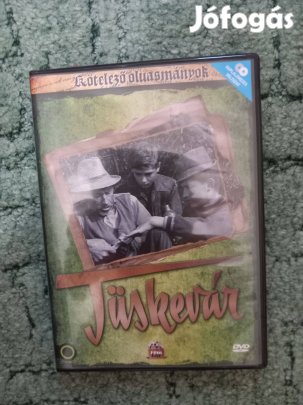 Jófogás
Kötelező olvasmányok
Tüskevár
DVD